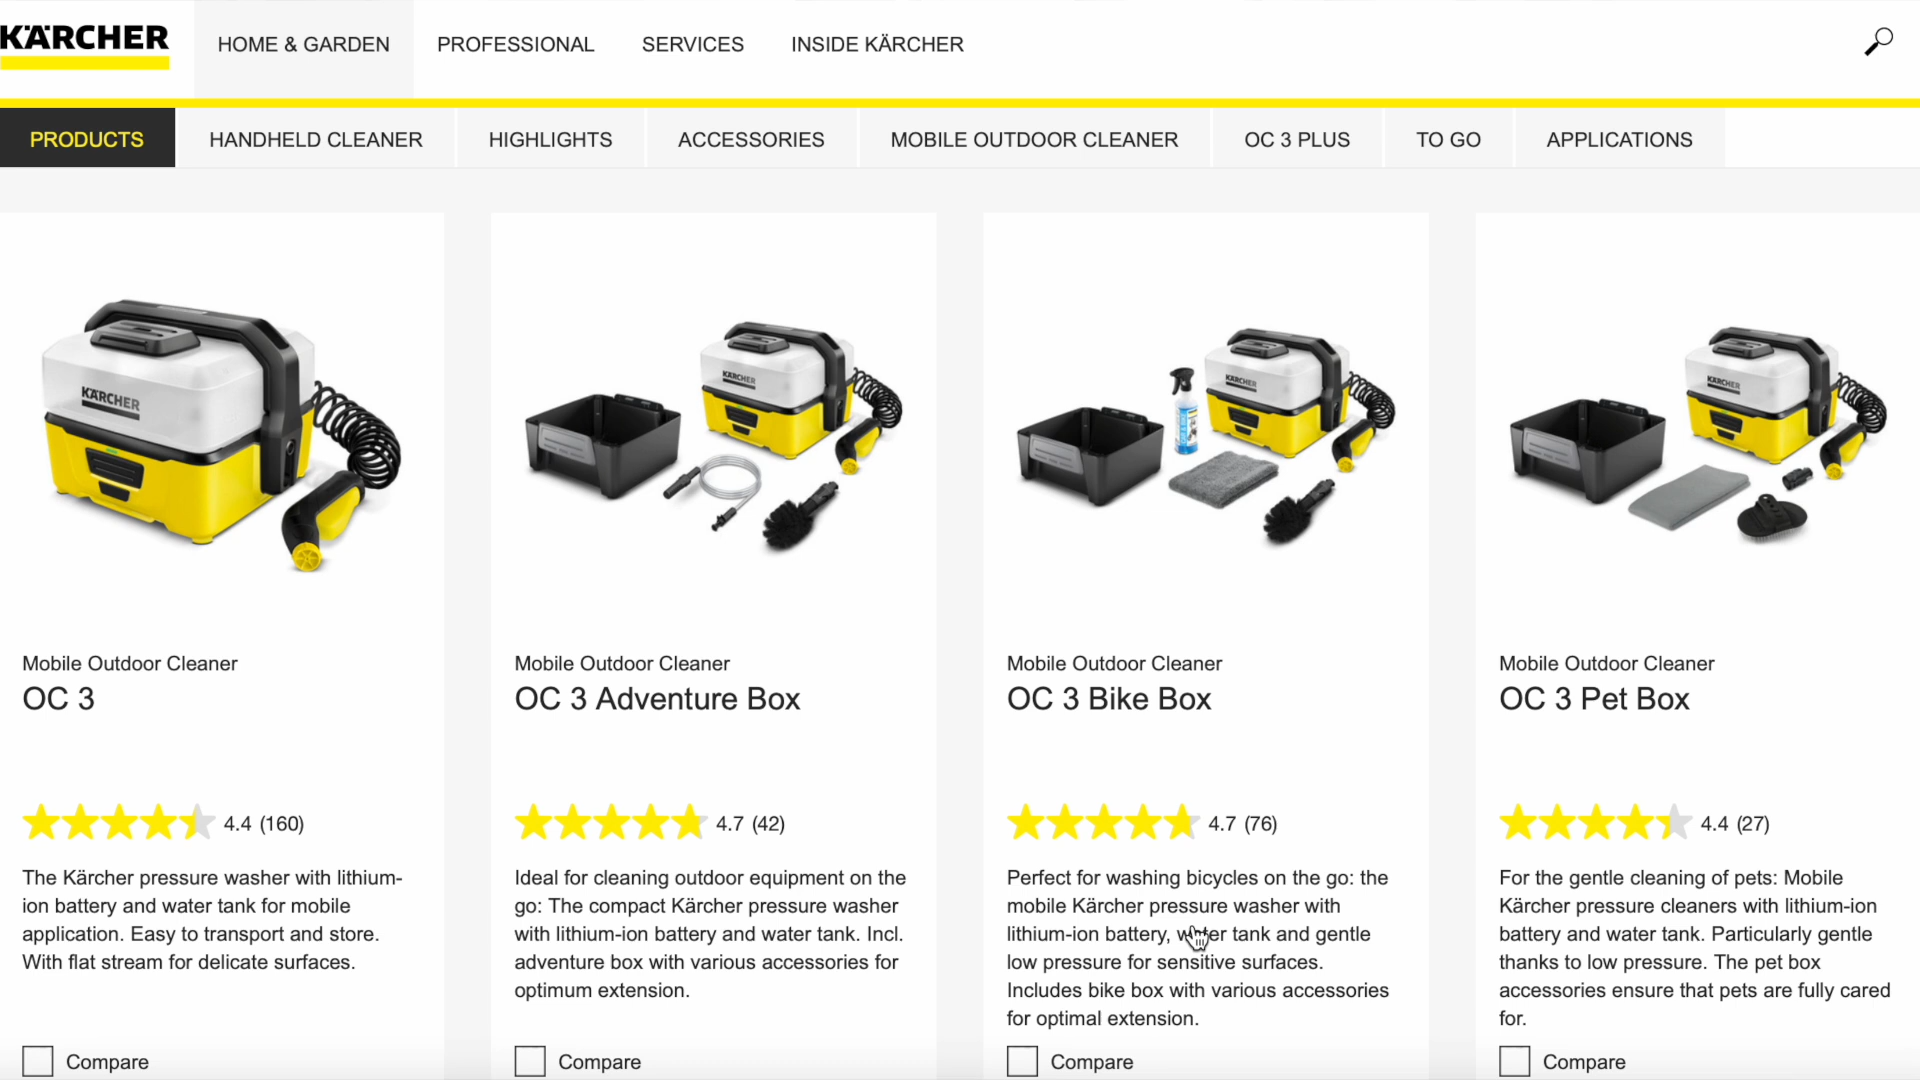 KÄRCHER
HOME & GARDEN
PROFESSIONAL
SERVICES
INSIDE KÄRCHER
PRODUCTS
HANDHELD CLEANER
HIGHLIGHTS
ACCESSORIES
MOBILE OUTDOOR CLEANER
OC 3 PLUS
TO GO
APPLICATIONS
KÄRCHER
Mobile Outdoor Cleaner
OC 3
4.4 (160)
The Kärcher pressure washer with lithium-
ion battery and water tank for mobile
application. Easy to transport and store.
With flat stream for delicate surfaces.
Compare
KÄRCHER
Mobile Outdoor Cleaner
OC 3 Adventure Box
4.7 (42)
Ideal for cleaning outdoor equipment on the
go: The compact Kärcher pressure washer
with lithium-ion battery and water tank. Incl.
adventure box with various accessories for
optimum extension.
Compare
KÄRCHER
Mobile Outdoor Cleaner
OC 3 Bike Box
4.7 (76)
Perfect for washing bicycles on the go: the
mobile Kärcher pressure washer with
lithium-ion battery, water tank and gentle
low pressure for sensitive surfaces.
Includes bike box with various accessories
for optimal extension.
Compare
KÄRCHER
Mobile Outdoor Cleaner
OC 3 Pet Box
4.4 (27)
For the gentle cleaning of pets: Mobile
Kärcher pressure cleaners with lithium-ion
battery and water tank. Particularly gentle
thanks to low pressure. The pet box
accessories ensure that pets are fully cared
for.
Compare